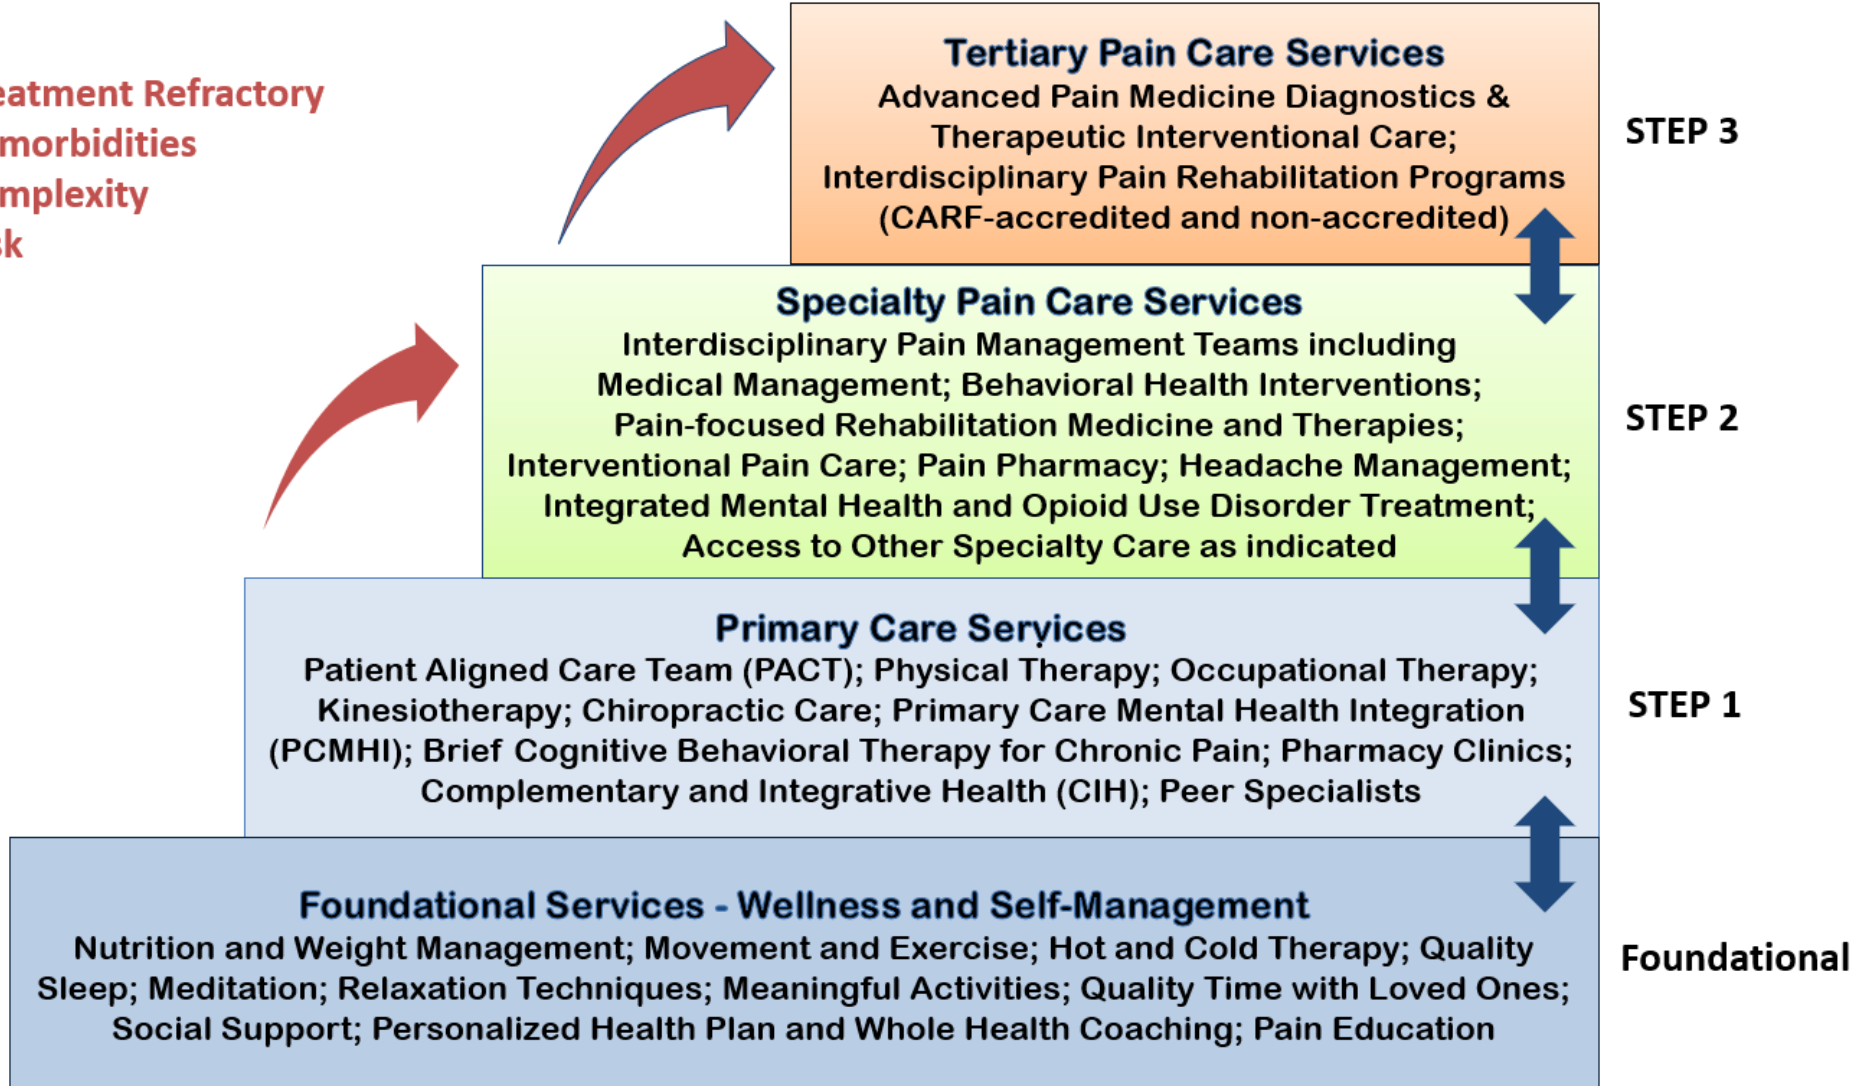 eatment Refractory
morbidities
mplexity
sk
Tertiary Pain Care Services
Advanced Pain Medicine Diagnostics &
Therapeutic Interventional Care;
Interdisciplinary Pain Rehabilitation Programs
(CARF-accredited and non-accredited)
STEP 3
Specialty Pain Care Services
Interdisciplinary Pain Management Teams including
Medical Management; Behavioral Health Interventions;
Pain-focused Rehabilitation Medicine and Therapies;
Interventional Pain Care; Pain Pharmacy; Headache Management;
Integrated Mental Health and Opioid Use Disorder Treatment;
Access to Other Specialty Care as indicated
STEP 2
Primary Care Services
Patient Aligned Care Team (PACT); Physical Therapy; Occupational Therapy;
Kinesiotherapy; Chiropractic Care; Primary Care Mental Health Integration
(PCMHI); Brief Cognitive Behavioral Therapy for Chronic Pain; Pharmacy Clinics;
Complementary and Integrative Health (CIH); Peer Specialists
STEP 1
Foundational Services - Wellness and Self-Management
Nutrition and Weight Management; Movement and Exercise; Hot and Cold Therapy; Quality
Sleep; Meditation; Relaxation Techniques; Meaningful Activities; Quality Time with Loved Ones;
Social Support; Personalized Health Plan and Whole Health Coaching; Pain Education
Foundational